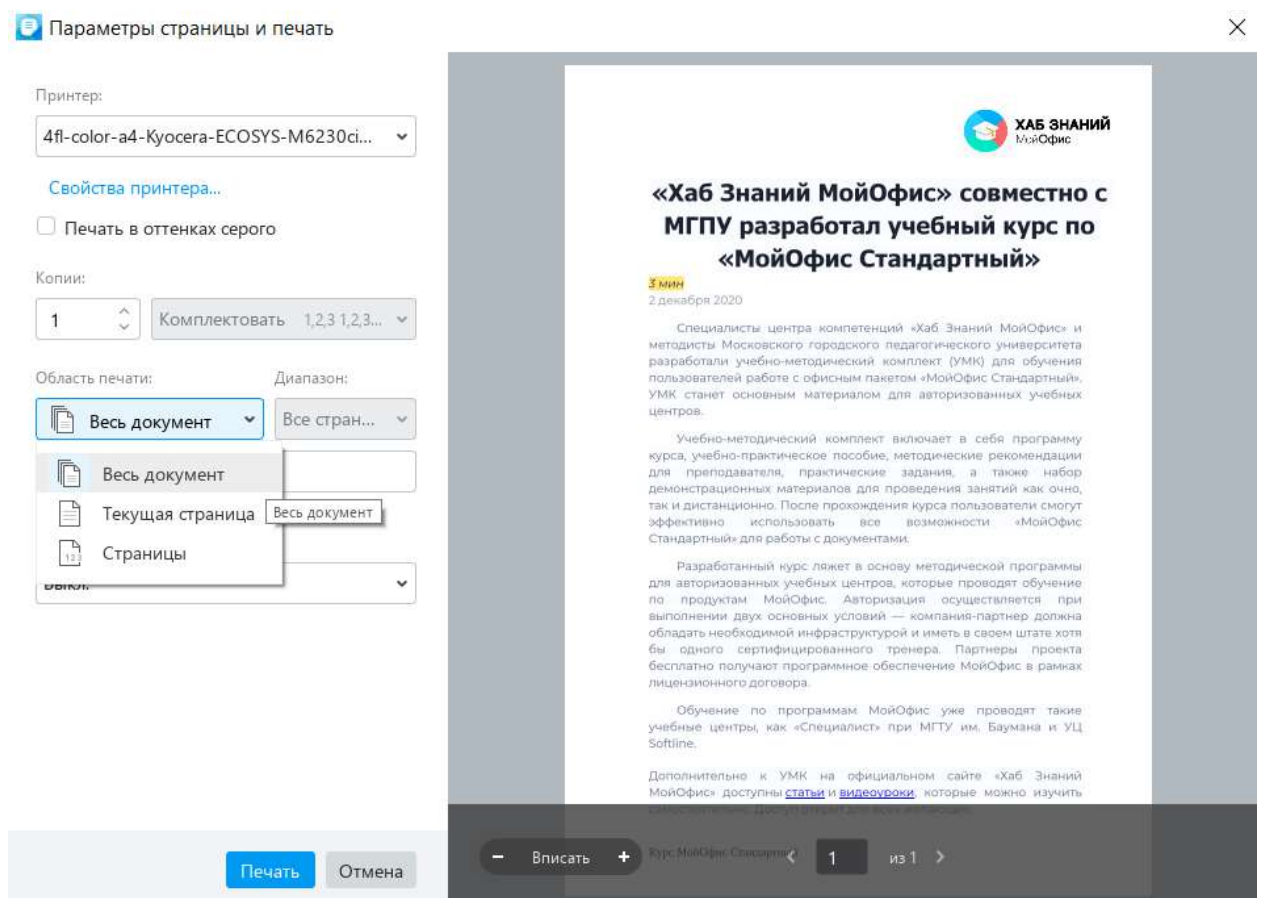 Параметры страницы и печать
Принтер:
4fl-color-a4-Kyocera-ECOSYS-M6230ci...
Свойства принтера...
Печать в оттенках серого
Копии:
1
Комплектовать 1,2,3 1,2,3...
Область печати:
Диапазон:
Весь документ
Все стран...
Весь документ
Текущая страница
Весь документ
Страницы
Выкл.
Печать
Отмена
ХАБ ЗНАНИЙ
МойОфис
«Хаб Знаний МойОфис» совместно с
МГПУ разработал учебный курс по
«МойОфис Стандартный»
3 мин
2 декабря 2020
Специалисты центра компетенций «Хаб Знаний МойОфис» и
методисты Московского городского педагогического университета
разработали учебно-методический комплект (УМК) для обучения
пользователей работе с офисным пакетом «МойОфис Стандартный».
УМК станет основным материалом для авторизованных учебных
центров.
Учебно-методический комплект включает в себя программу
курса, учебно-практическое пособие, методические рекомендации
для преподавателя, практические задания, а также набор
демонстрационных материалов для проведения занятий как очно,
так и дистанционно. После прохождения курса пользователи смогут
эффективно использовать все возможности «МойОфис
Стандартный» для работы с документами.
Разработанный курс ляжет в основу методической программы
для авторизованных учебных центров, которые проводят обучение
по продуктам МойОфис. Авторизация осуществляется при
выполнении двух основных условий — компания-партнер должна
обладать необходимой инфраструктурой и иметь в своем штате хотя
бы одного сертифицированного тренера. Партнеры проекта
бесплатно получают программное обеспечение МойОфис в рамках
лицензионного договора.
Обучение по программам МойОфис уже проводят такие
учебные центры, как «Специалист» при МГТУ им. Баумана и УЦ
Softline.
Дополнительно к УМК на официальном сайте «Хаб Знаний
МойОфис» доступны статьи и видеоуроки, которые можно изучить
самостоятельно. Доступ открыт для всех желающих.
Курс МойОфис Стандартный
Вписать
1
из 1